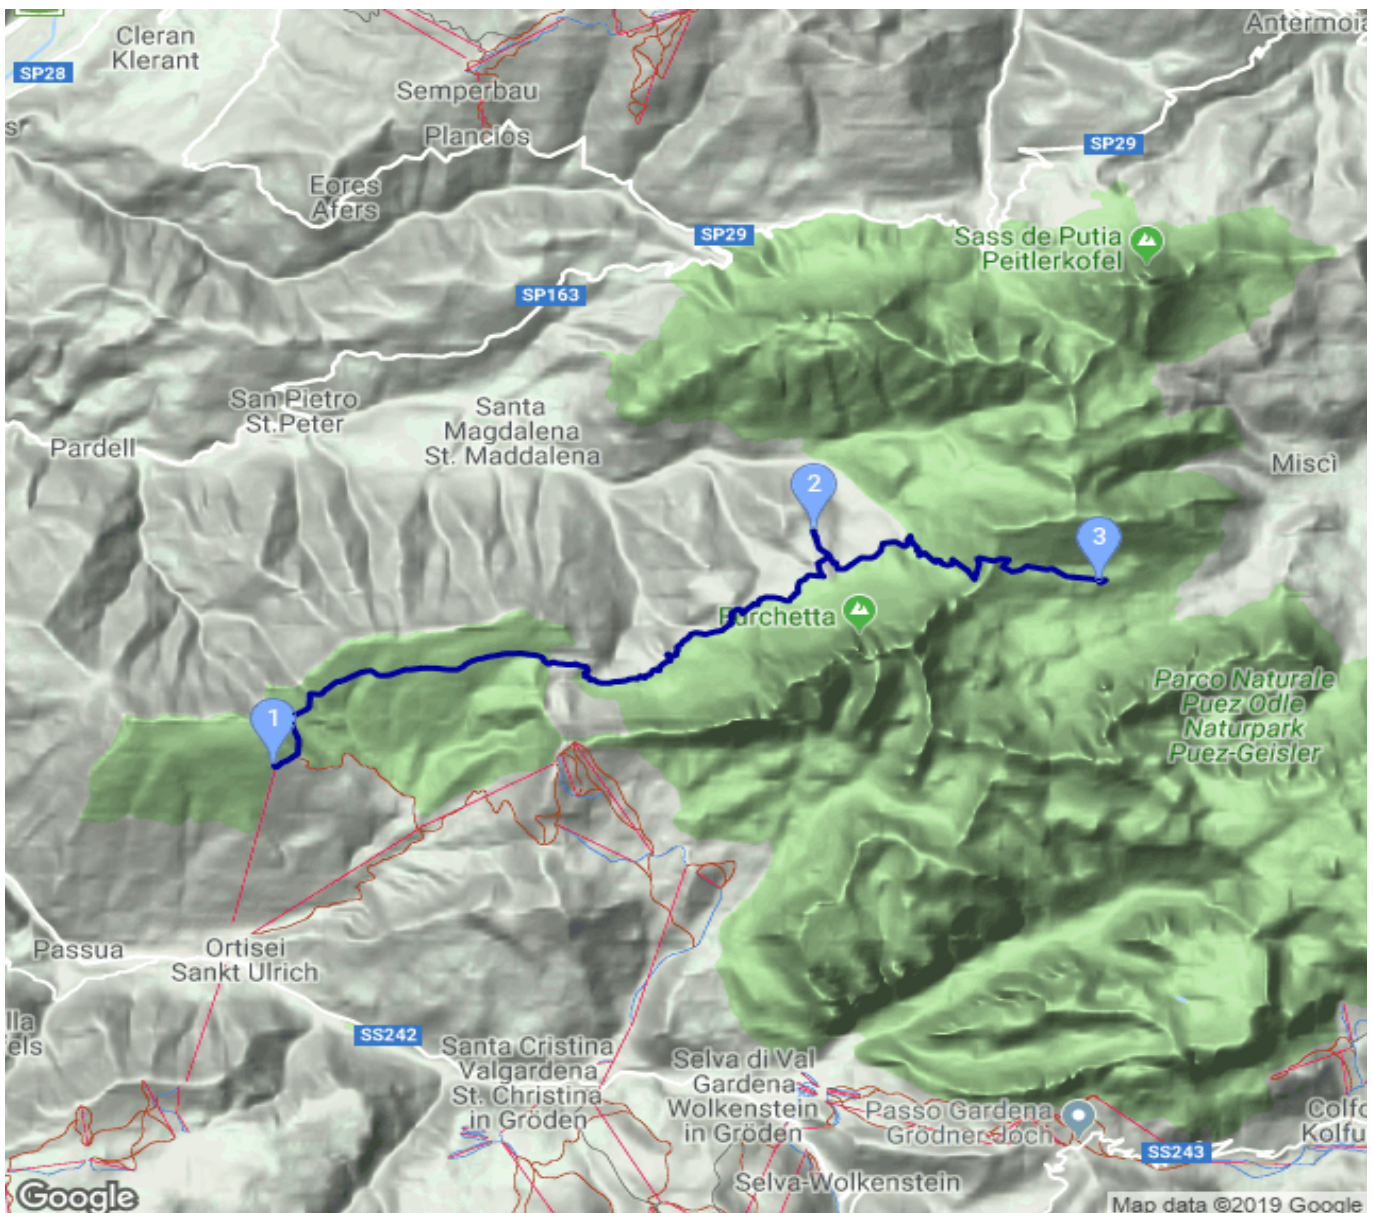 Cleran
Klerant
Antermoia
SP28
Semperbau
Plancios
SP29
Eores
Afers
SP29
Sass de Putia
Peitlerkofel
SP163
San Pietro
St.Peter
Santa
Magdalena
St. Maddalena
Pardell
Miscì
2
3
Furchetta
1
Parco Naturale
Puez Odle
Naturpark
Puez-Geisler
Passua
Ortisei
Sankt Ulrich
lla
els
SS242
Santa Cristina
Valgardena
St. Christina
in Gröden
Selva di Val
Gardena
Wolkenstein
in Gröden
Passo Gardena
Grödner Joch
Colfo
Kolfu
SS243
Selva-Wolkenstein
Google
Map data ©2019 Google